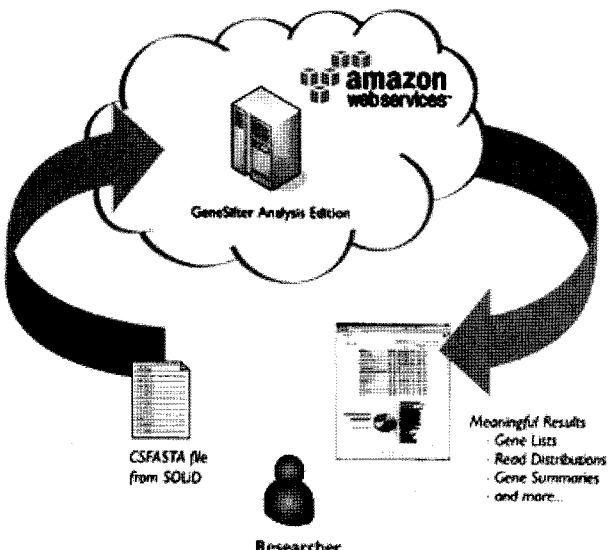 amazon
webservices™
GeneSifter Analysis Edition
CSFASTA file
from SOLiD
Meaningful Results
· Gene Lists
· Read Distributions
· Gene Summaries
· and more...
Researcher